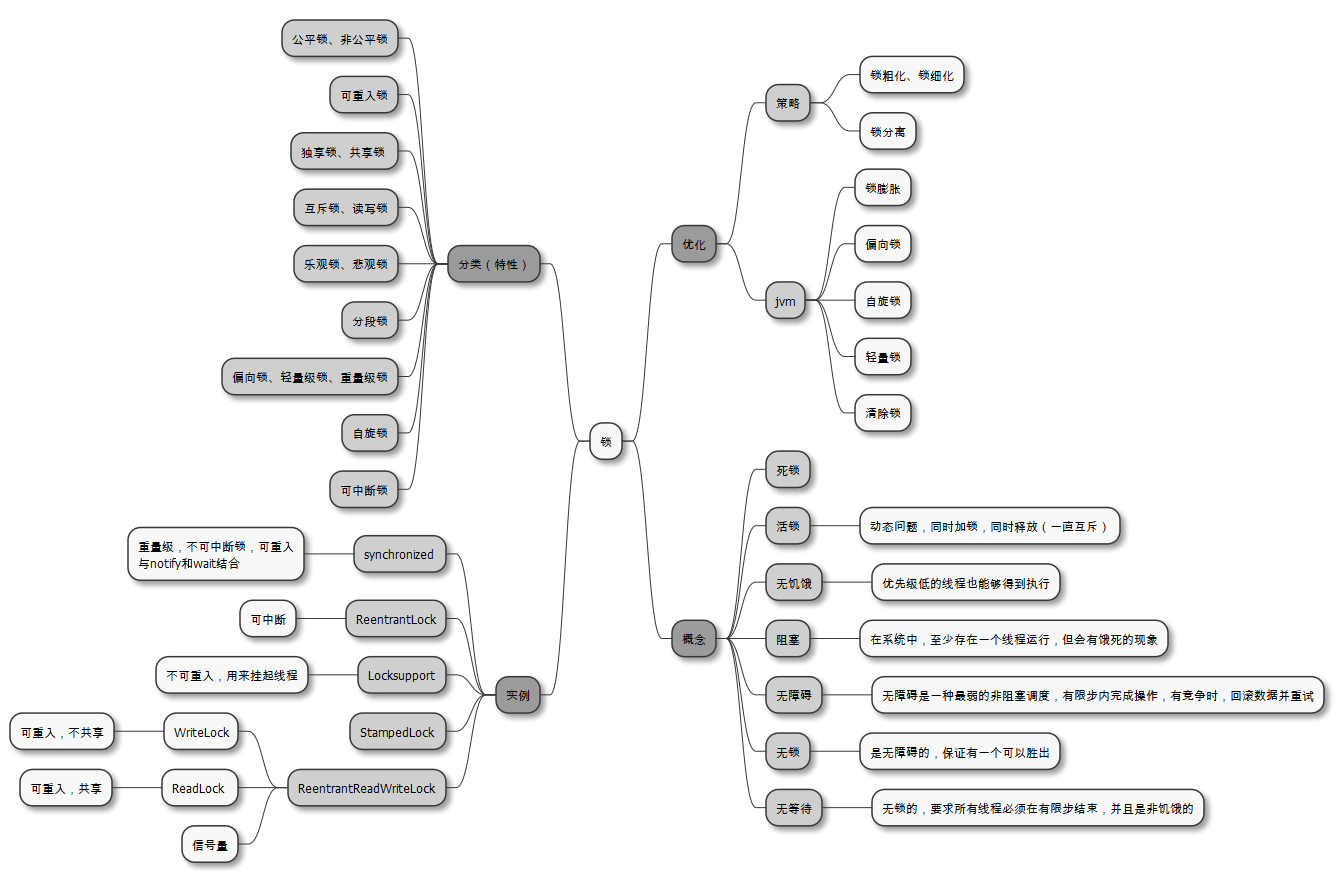 锁
分类（特性）
公平锁、非公平锁
可重入锁
独享锁、共享锁
互斥锁、读写锁
乐观锁、悲观锁
分段锁
偏向锁、轻量级锁、重量级锁
自旋锁
可中断锁
实例
synchronized
重量级，不可中断锁，可重入
与notify和wait结合
ReentrantLock
可中断
Locksupport
不可重入，用来挂起线程
StampedLock
ReentrantReadWriteLock
WriteLock
可重入，不共享
ReadLock
可重入，共享
信号量
优化
策略
锁粗化、锁细化
锁分离
jvm
锁膨胀
偏向锁
自旋锁
轻量锁
清除锁
概念
死锁
活锁
动态问题，同时加锁，同时释放（一直互斥）
无饥饿
优先级低的线程也能够得到执行
阻塞
在系统中，至少存在一个线程运行，但会有饿死的现象
无障碍
无障碍是一种最弱的非阻塞调度，有限步内完成操作，有竞争时，回滚数据并重试
无锁
是无障碍的，保证有一个可以胜出
无等待
无锁的，要求所有线程必须在有限步结束，并且是非饥饿的